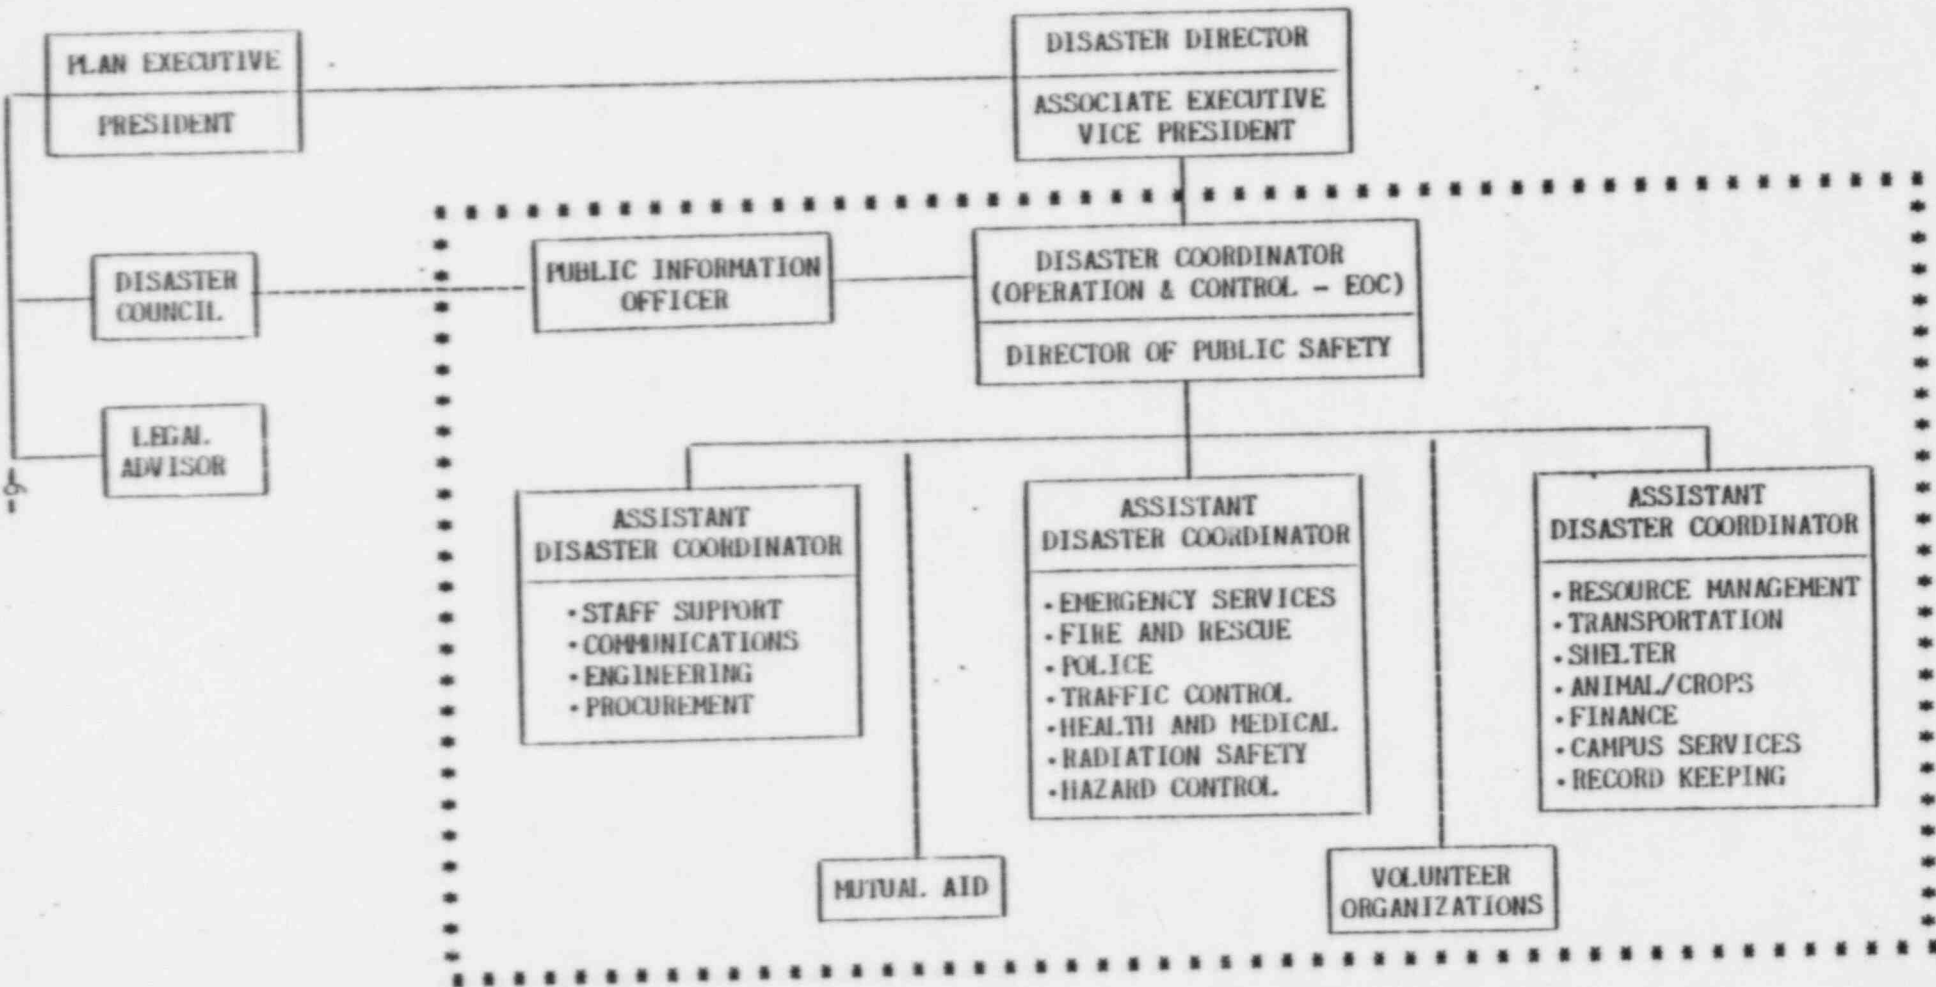 PLAN EXECUTIVE
PRESIDENT
DISASTER DIRECTOR
ASSOCIATE EXECUTIVE
VICE PRESIDENT
DISASTER
COUNCIL
PUBLIC INFORMATION
OFFICER
DISASTER COORDINATOR
(OPERATION & CONTROL - EOC)
DIRECTOR OF PUBLIC SAFETY
LEGAL
ADVISOR
-9-
ASSISTANT
DISASTER COORDINATOR
•STAFF SUPPORT
•COMMUNICATIONS
•ENGINEERING
•PROCUREMENT
ASSISTANT
DISASTER COORDINATOR
•EMERGENCY SERVICES
•FIRE AND RESCUE
•POLICE
•TRAFFIC CONTROL
•HEALTH AND MEDICAL
•RADIATION SAFETY
•HAZARD CONTROL
ASSISTANT
DISASTER COORDINATOR
•RESOURCE MANAGEMENT
•TRANSPORTATION
•SHELTER
•ANIMAL/CROPS
•FINANCE
•CAMPUS SERVICES
•RECORD KEEPING
MUTUAL AID
VOLUNTEER
ORGANIZATIONS